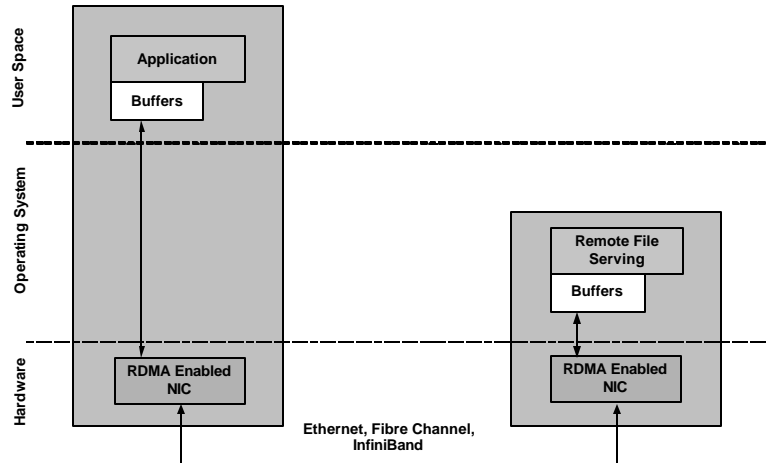 User Space
Application
Buffers
Operating System
Remote File
Serving
Buffers
Hardware
RDMA Enabled
NIC
RDMA Enabled
NIC
Ethernet, Fibre Channel,
InfiniBand